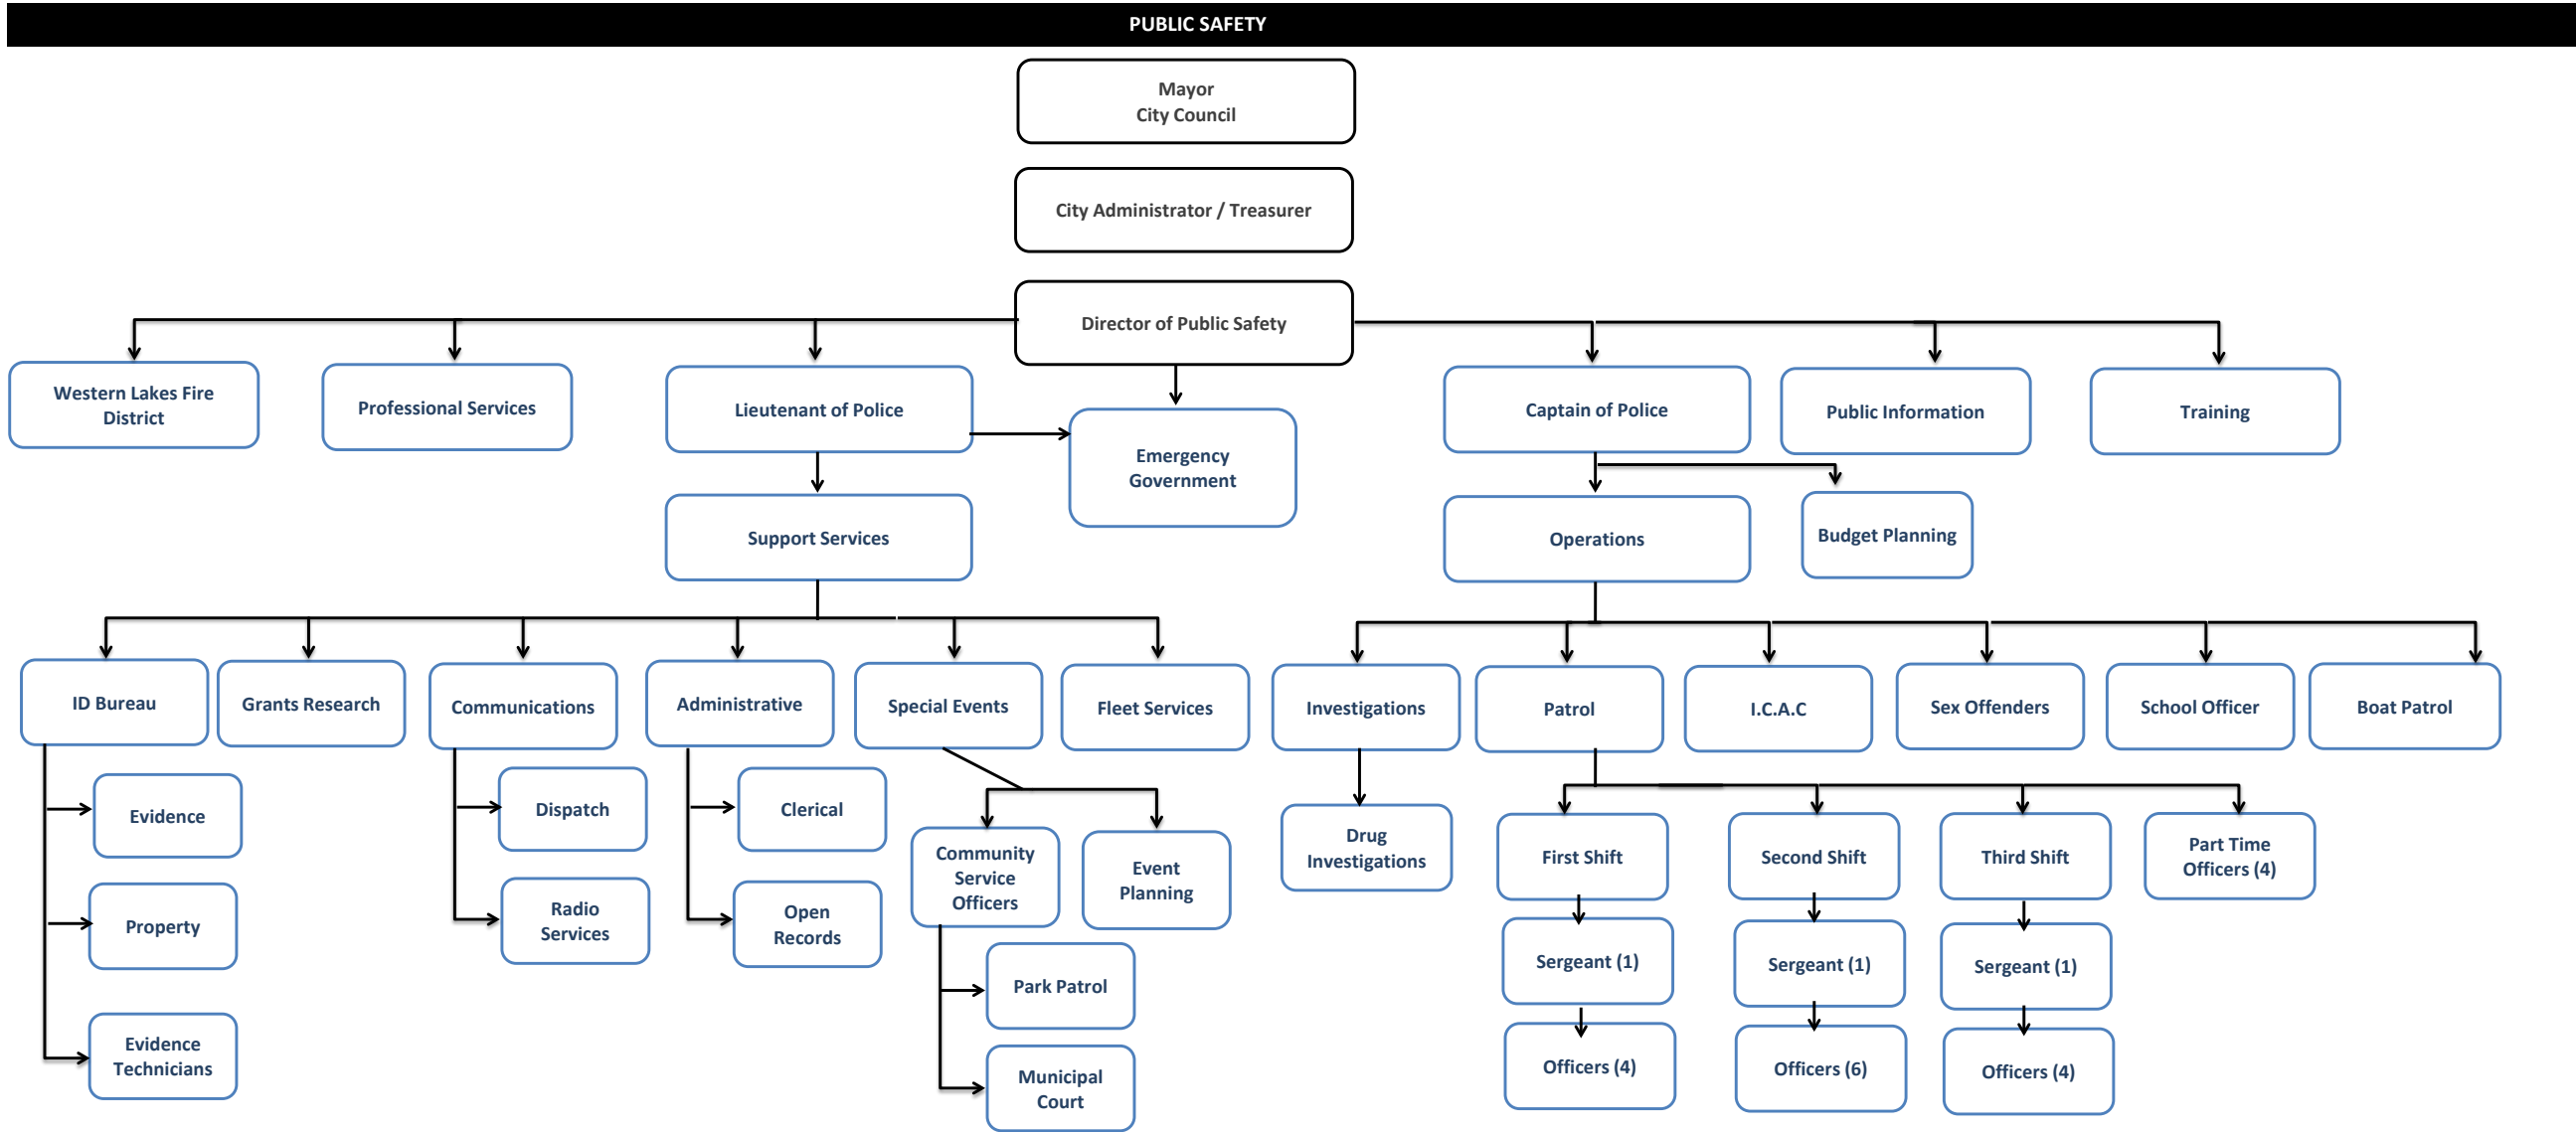 PUBLIC SAFETY
Mayor
City Council
City Administrator / Treasurer
Director of Public Safety
Western Lakes Fire
District
Professional Services
Lieutenant of Police
Emergency
Government
Captain of Police
Public Information
Training
Support Services
Operations
Budget Planning
ID Bureau
Grants Research
Communications
Administrative
Special Events
Fleet Services
Investigations
Patrol
I.C.A.C
Sex Offenders
School Officer
Boat Patrol
Evidence
Property
Evidence
Technicians
Dispatch
Radio
Services
Clerical
Open
Records
Community
Service
Officers
Event
Planning
Park Patrol
Municipal
Court
Drug
Investigations
First Shift
Second Shift
Third Shift
Part Time
Officers (4)
Sergeant (1)
Sergeant (1)
Sergeant (1)
Officers (4)
Officers (6)
Officers (4)